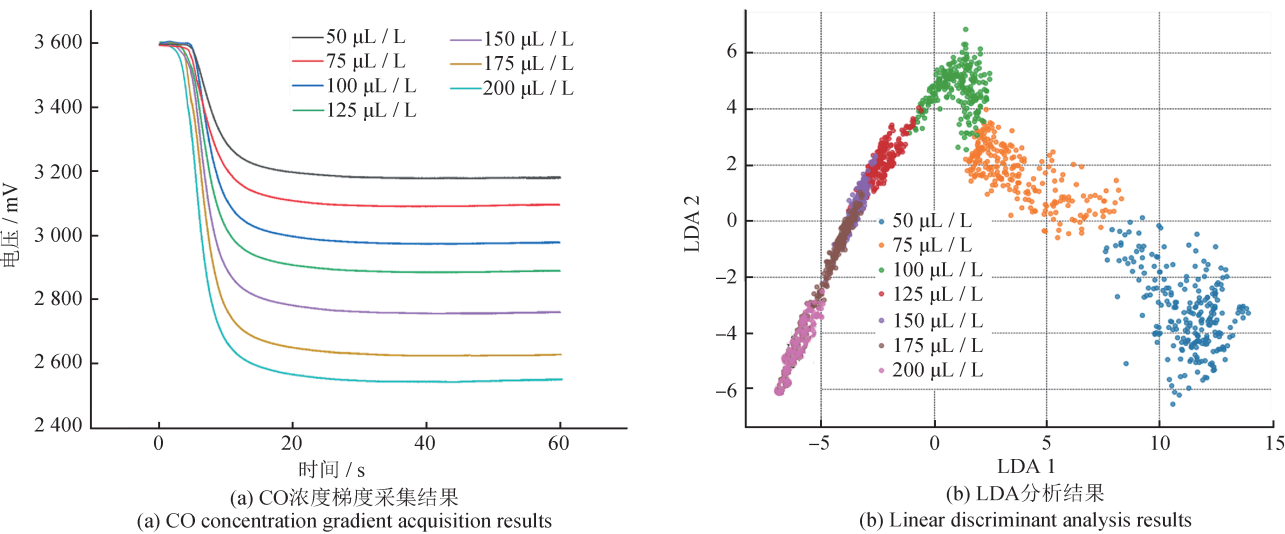 3 600
3 400
3 200
3 000
2 800
2 600
2 400
电压 / mV
50 μL / L
75 μL / L
100 μL / L
125 μL / L
150 μL / L
175 μL / L
200 μL / L
0
20
40
60
时间 / s
(a) CO浓度梯度采集结果
(a) CO concentration gradient acquisition results
6
4
2
0
−2
−4
−6
LDA 2
50 μL / L
75 μL / L
100 μL / L
125 μL / L
150 μL / L
175 μL / L
200 μL / L
−5
0
5
10
15
LDA 1
(b) LDA分析结果
(b) Linear discriminant analysis results